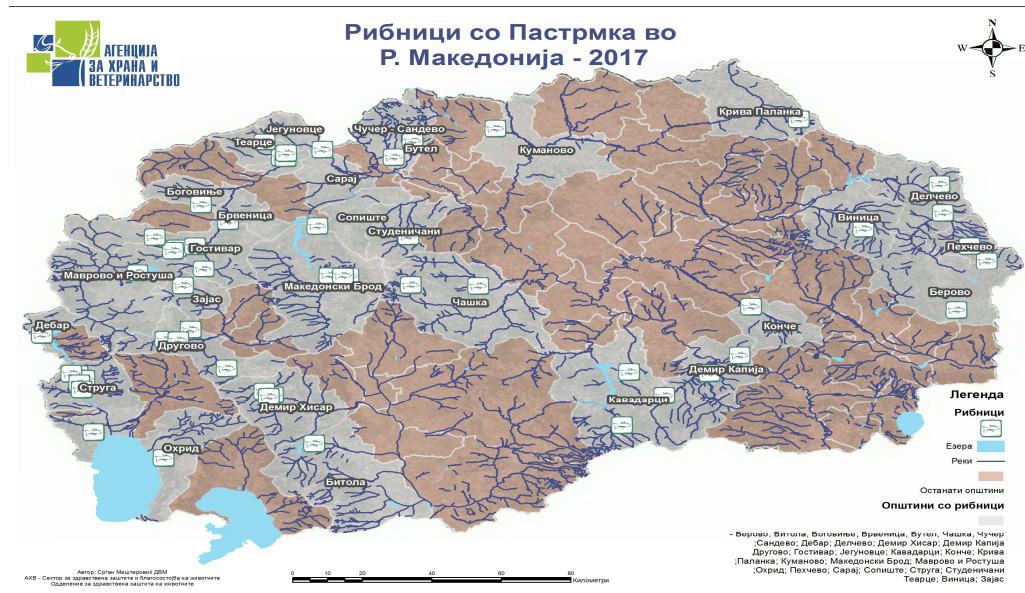 Рибници со Пастрмка во
Р. Македонија - 2017
АГЕНЦИЈА
ЗА ХРАНА И
ВЕТЕРИНАРСТВО
N
W
E
S
Крива Паланка
Јегуновце
Чучер - Сандево
Теарце
Бутел
Куманово
Сарај
Боговиње
Делчево
Брвеница
Сопиште
Виница
Студеничани
Гостивар
Пехчево
Маврово и Ростуша
Македонски Брод
Берово
Зајас
Чашка
Дебар
Конче
Другово
Демир Капија
Струга
Кавадарци
Демир Хисар
Охрид
Битола
Легенда
Рибници
Езера
Реки
Останати општини
Општини со рибници
- Берово, Битола, Боговиње, Брвеница, Бутел, Чашка, Чучер
;Сандево; Дебар; Делчево; Демир Хисар; Демир Капија
Другово; Гостивар; Јегуновце; Кавадарци; Конче; Крива
;Паланка; Куманово; Македонски Брод; Маврово и Ростуша
;Охрид; Пехчево; Сарај; Сопиште; Струга; Студеничани
Теарце; Виница; Зајас
Автор: Срѓан Мештеровиќ ДВМ
АХВ - Сектор за здравствена заштита и благосостојба на животните
Одделение за здравствена заштита на животните
0 20 40 60 80
Километри